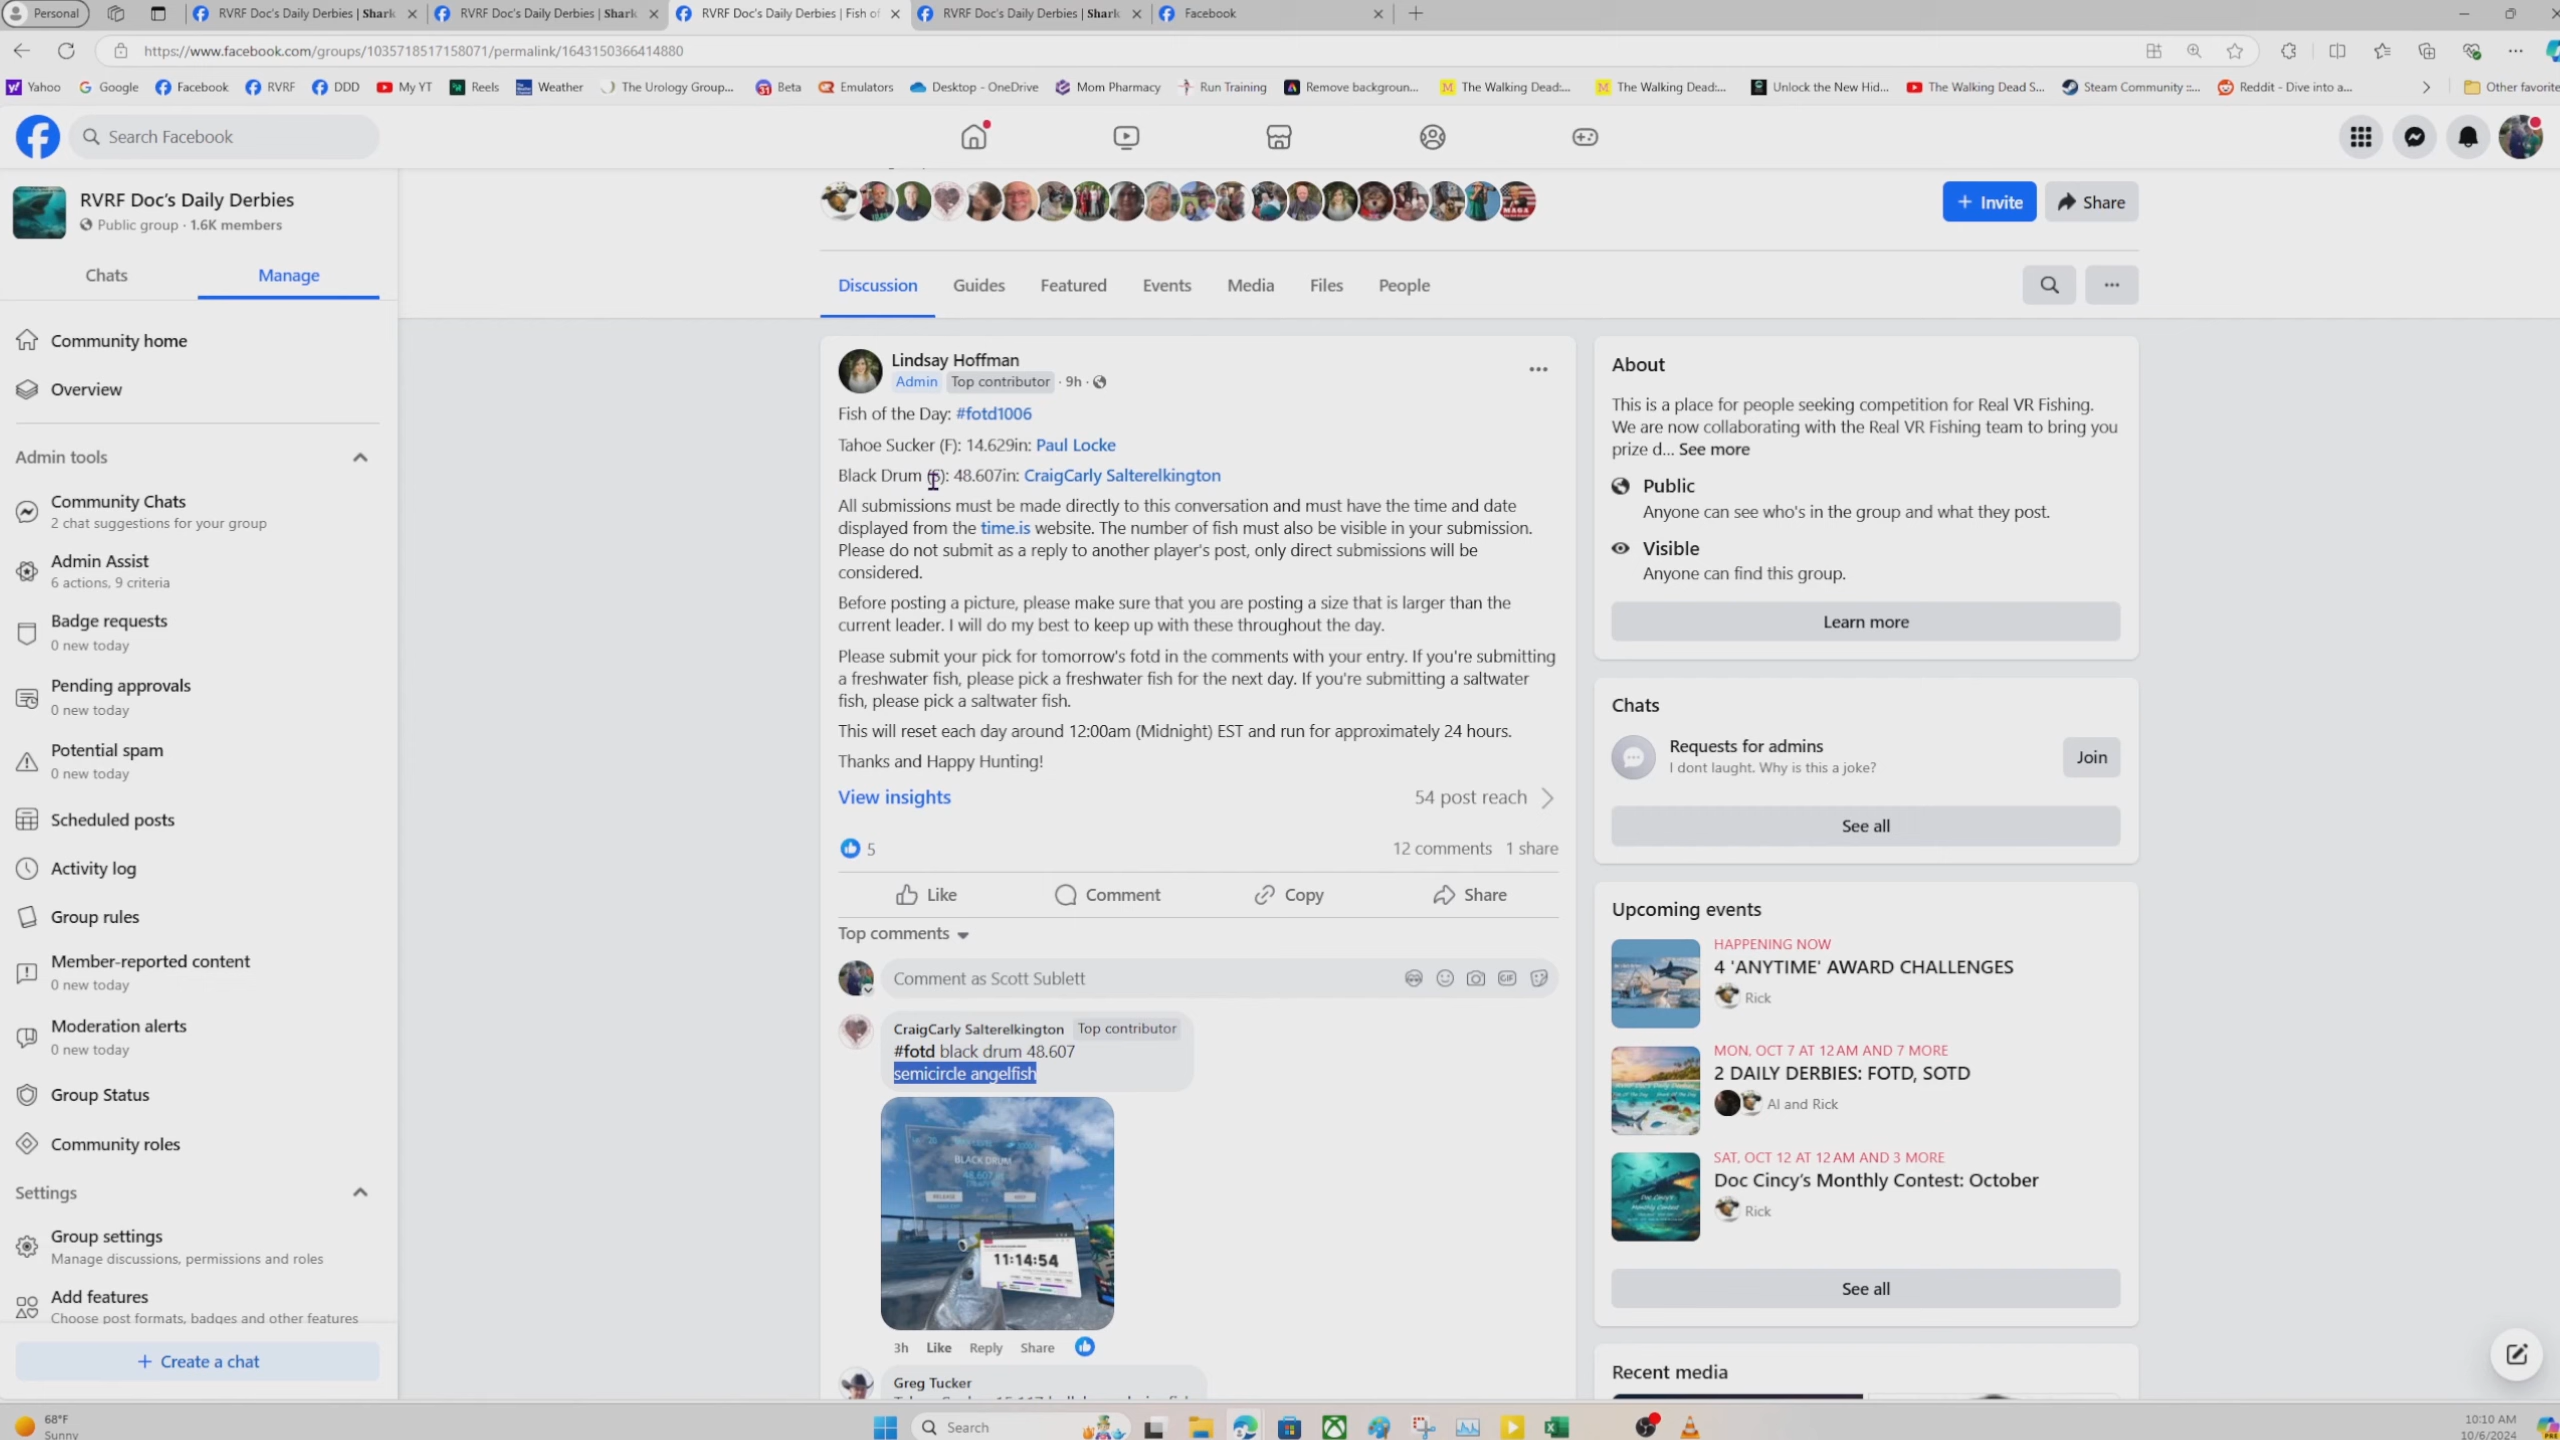 Personal
RVRF Doc's Daily Derbies | Shark
RVRF Doc's Daily Derbies | Shark
RVRF Doc's Daily Derbies | Fish of
RVRF Doc's Daily Derbies | Shark
Facebook
https://www.facebook.com/groups/1035718517158071/permalink/1643150366414880
Yahoo
Google
Facebook
RVRF
DDD
My YT
Reels
Weather
The Urology Group...
Beta
Emulators
Desktop - OneDrive
Mom Pharmacy
Run Training
Remove backgroun...
The Walking Dead:...
The Walking Dead:...
Unlock the New Hid...
The Walking Dead S...
Steam Community ::...
Reddit - Dive into a...
Other favorite
Search Facebook
RVRF Doc's Daily Derbies
Public group · 1.6K members
Chats
Manage
Community home
Overview
Admin tools
Community Chats
2 chat suggestions for your group
Admin Assist
6 actions, 9 criteria
Badge requests
0 new today
Pending approvals
0 new today
Potential spam
0 new today
Scheduled posts
Activity log
Group rules
Member-reported content
0 new today
Moderation alerts
0 new today
Group Status
Community roles
Settings
Group settings
Manage discussions, permissions and roles
Add features
Choose post formats, badges and other features
+ Create a chat
+ Invite
Share
Discussion
Guides
Featured
Events
Media
Files
People
Lindsay Hoffman
Admin Top contributor · 9h ·
Fish of the Day: #fotd1006
Tahoe Sucker (F): 14.629in: Paul Locke
Black Drum (S): 48.607in: CraigCarly Salterelkington
All submissions must be made directly to this conversation and must have the time and date
displayed from the time.is website. The number of fish must also be visible in your submission.
Please do not submit as a reply to another player's post, only direct submissions will be
considered.
Before posting a picture, please make sure that you are posting a size that is larger than the
current leader. I will do my best to keep up with these throughout the day.
Please submit your pick for tomorrow's fotd in the comments with your entry. If you're submitting
a freshwater fish, please pick a freshwater fish for the next day. If you're submitting a saltwater
fish, please pick a saltwater fish.
This will reset each day around 12:00am (Midnight) EST and run for approximately 24 hours.
Thanks and Happy Hunting!
View insights
54 post reach
5
12 comments 1 share
Like
Comment
Copy
Share
Top comments
Comment as Scott Sublett
GIF
CraigCarly Salterelkington Top contributor
#fotd black drum 48.607
semicircle angelfish
BLACK DRUM
48.607in
RELEASE
11:14:54
3h Like Reply Share
Greg Tucker
About
This is a place for people seeking competition for Real VR Fishing.
We are now collaborating with the Real VR Fishing team to bring you
prize d... See more
Public
Anyone can see who's in the group and what they post.
Visible
Anyone can find this group.
Learn more
Chats
Requests for admins
I dont laught. Why is this a joke?
Join
See all
Upcoming events
HAPPENING NOW
4 'ANYTIME' AWARD CHALLENGES
Rick
MON, OCT 7 AT 12 AM AND 7 MORE
2 DAILY DERBIES: FOTD, SOTD
Al and Rick
SAT, OCT 12 AT 12 AM AND 3 MORE
Doc Cincy's Monthly Contest: October
Rick
See all
Recent media
68°F
Sunny
Search
10:10 AM
10/6/2024